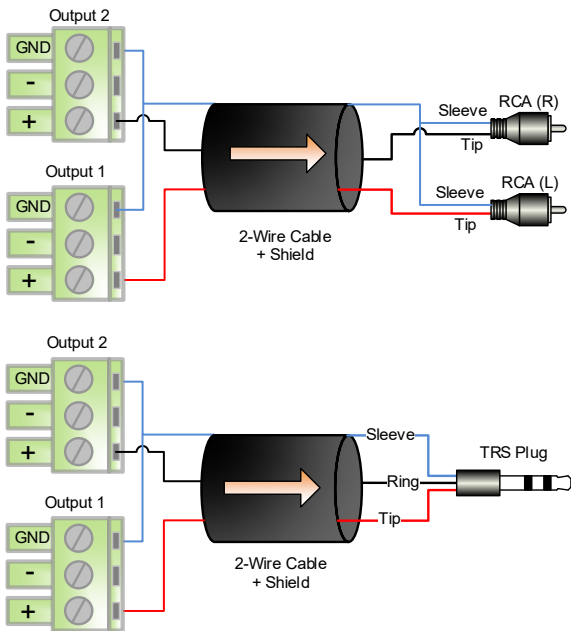 Output 2
GND
-
+
Output 1
GND
-
+
2-Wire Cable
+ Shield
Sleeve
RCA (R)
Tip
Sleeve
RCA (L)
Tip
Output 2
GND
-
+
Output 1
GND
-
+
2-Wire Cable
+ Shield
Sleeve
Ring
Tip
TRS Plug